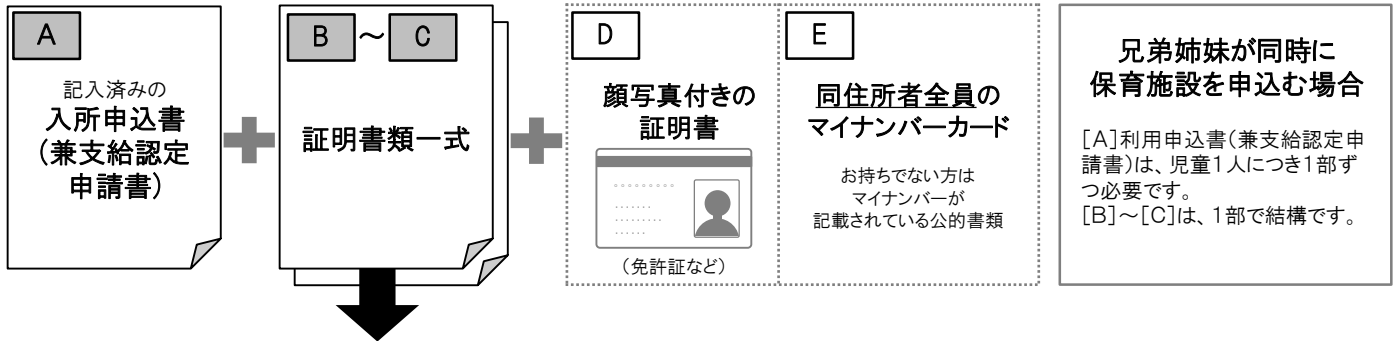 A
記入済みの
入所申込書
(兼支給認定
申請書)
B ～ C
証明書類一式
D
顔写真付きの
証明書
(免許証など)
E
同住所者全員の
マイナンバーカード
お持ちでない方は
マイナンバーが
記載されている公的書類
兄弟姉妹が同時に
保育施設を申込む場合
[A]利用申込書(兼支給認定申
請書)は、児童1人につき1部ず
つ必要です。
[B]～[C]は、1部で結構です。